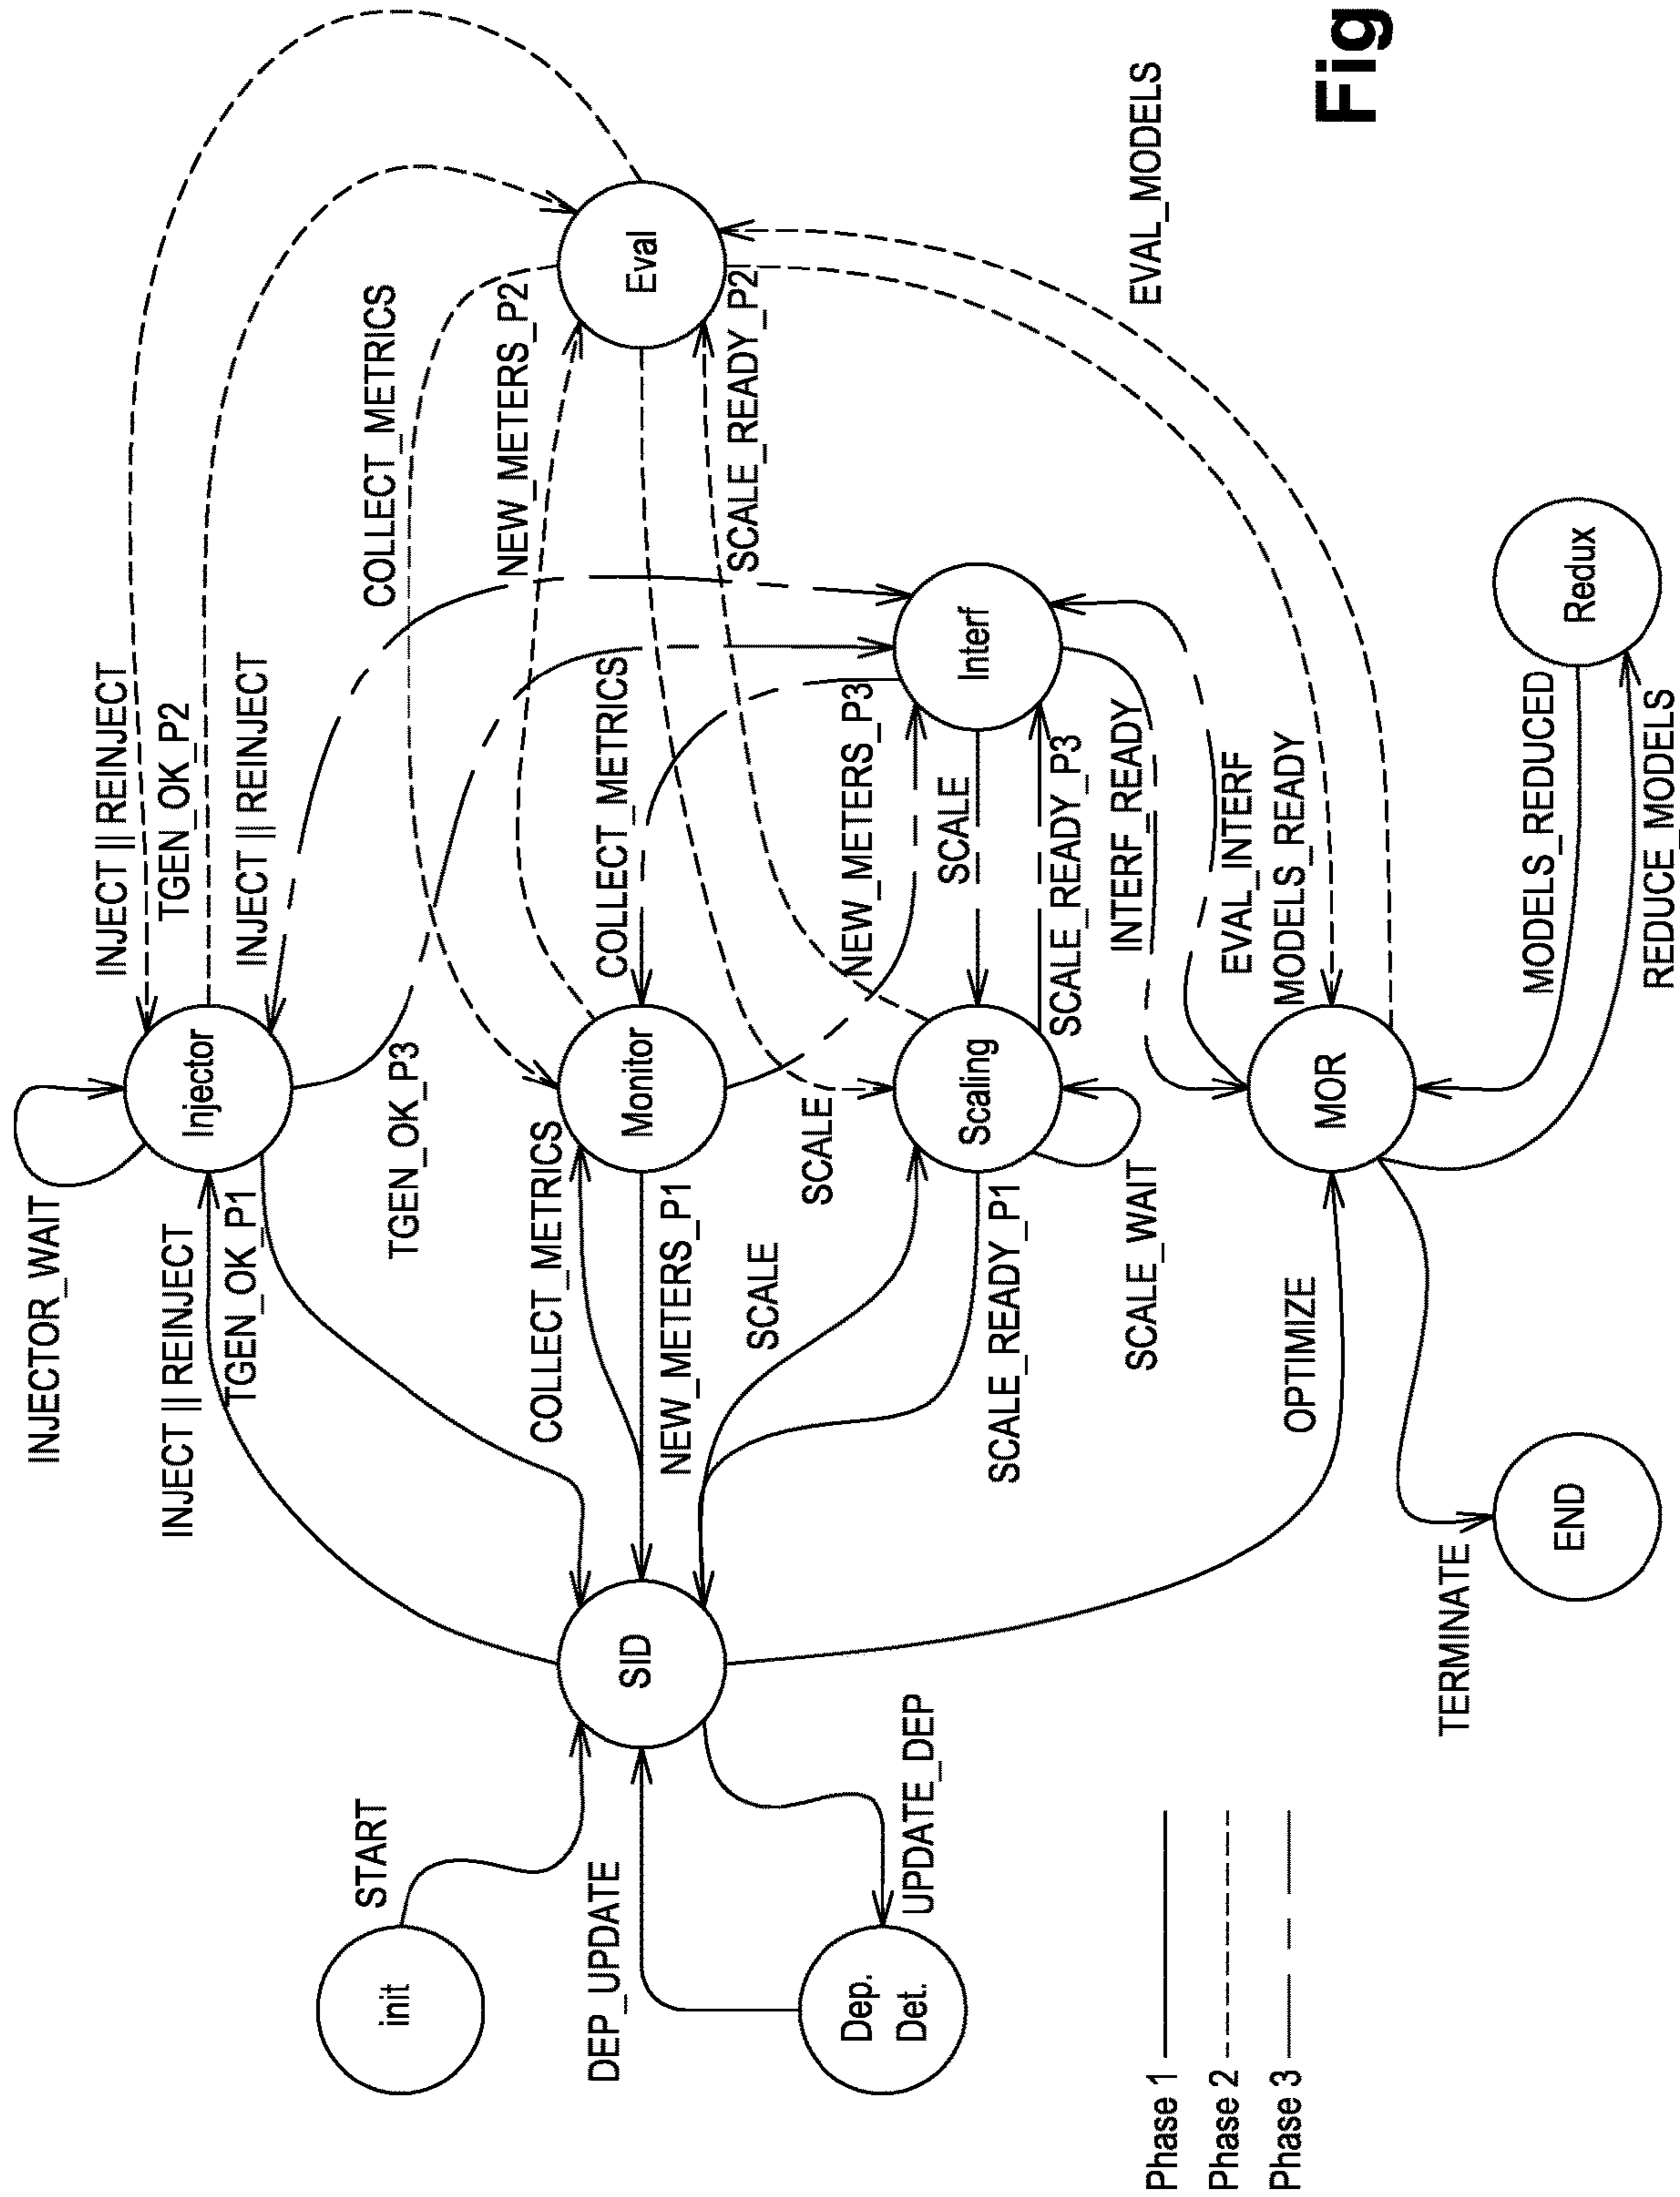 INJECTOR_WAIT
Injector
INJECT || REINJECT
TGEN_OK_P2
INJECT || REINJECT
INJECT || REINJECT
TGEN_OK_P1
TGEN_OK_P3
START
init
COLLECT_METRICS
NEW_METERS_P2
Eval
SCALE_READY_P2
COLLECT_METRICS
Monitor
COLLECT_METRICS
NEW_METERS_P1
SID
DEP_UPDATE
Dep.
Det.
UPDATE_DEP
SCALE
SCALE
NEW_METERS_P3
Interf
SCALE
Scaling
SCALE_READY_P1
SCALE_READY_P3
SCALE_WAIT
INTERF_READY
EVAL_INTERF
MODELS_READY
EVAL_MODELS
OPTIMIZE
MOR
TERMINATE
END
MODELS_REDUCED
Redux
REDUCE_MODELS
Phase 1
Phase 2
Phase 3
Fig